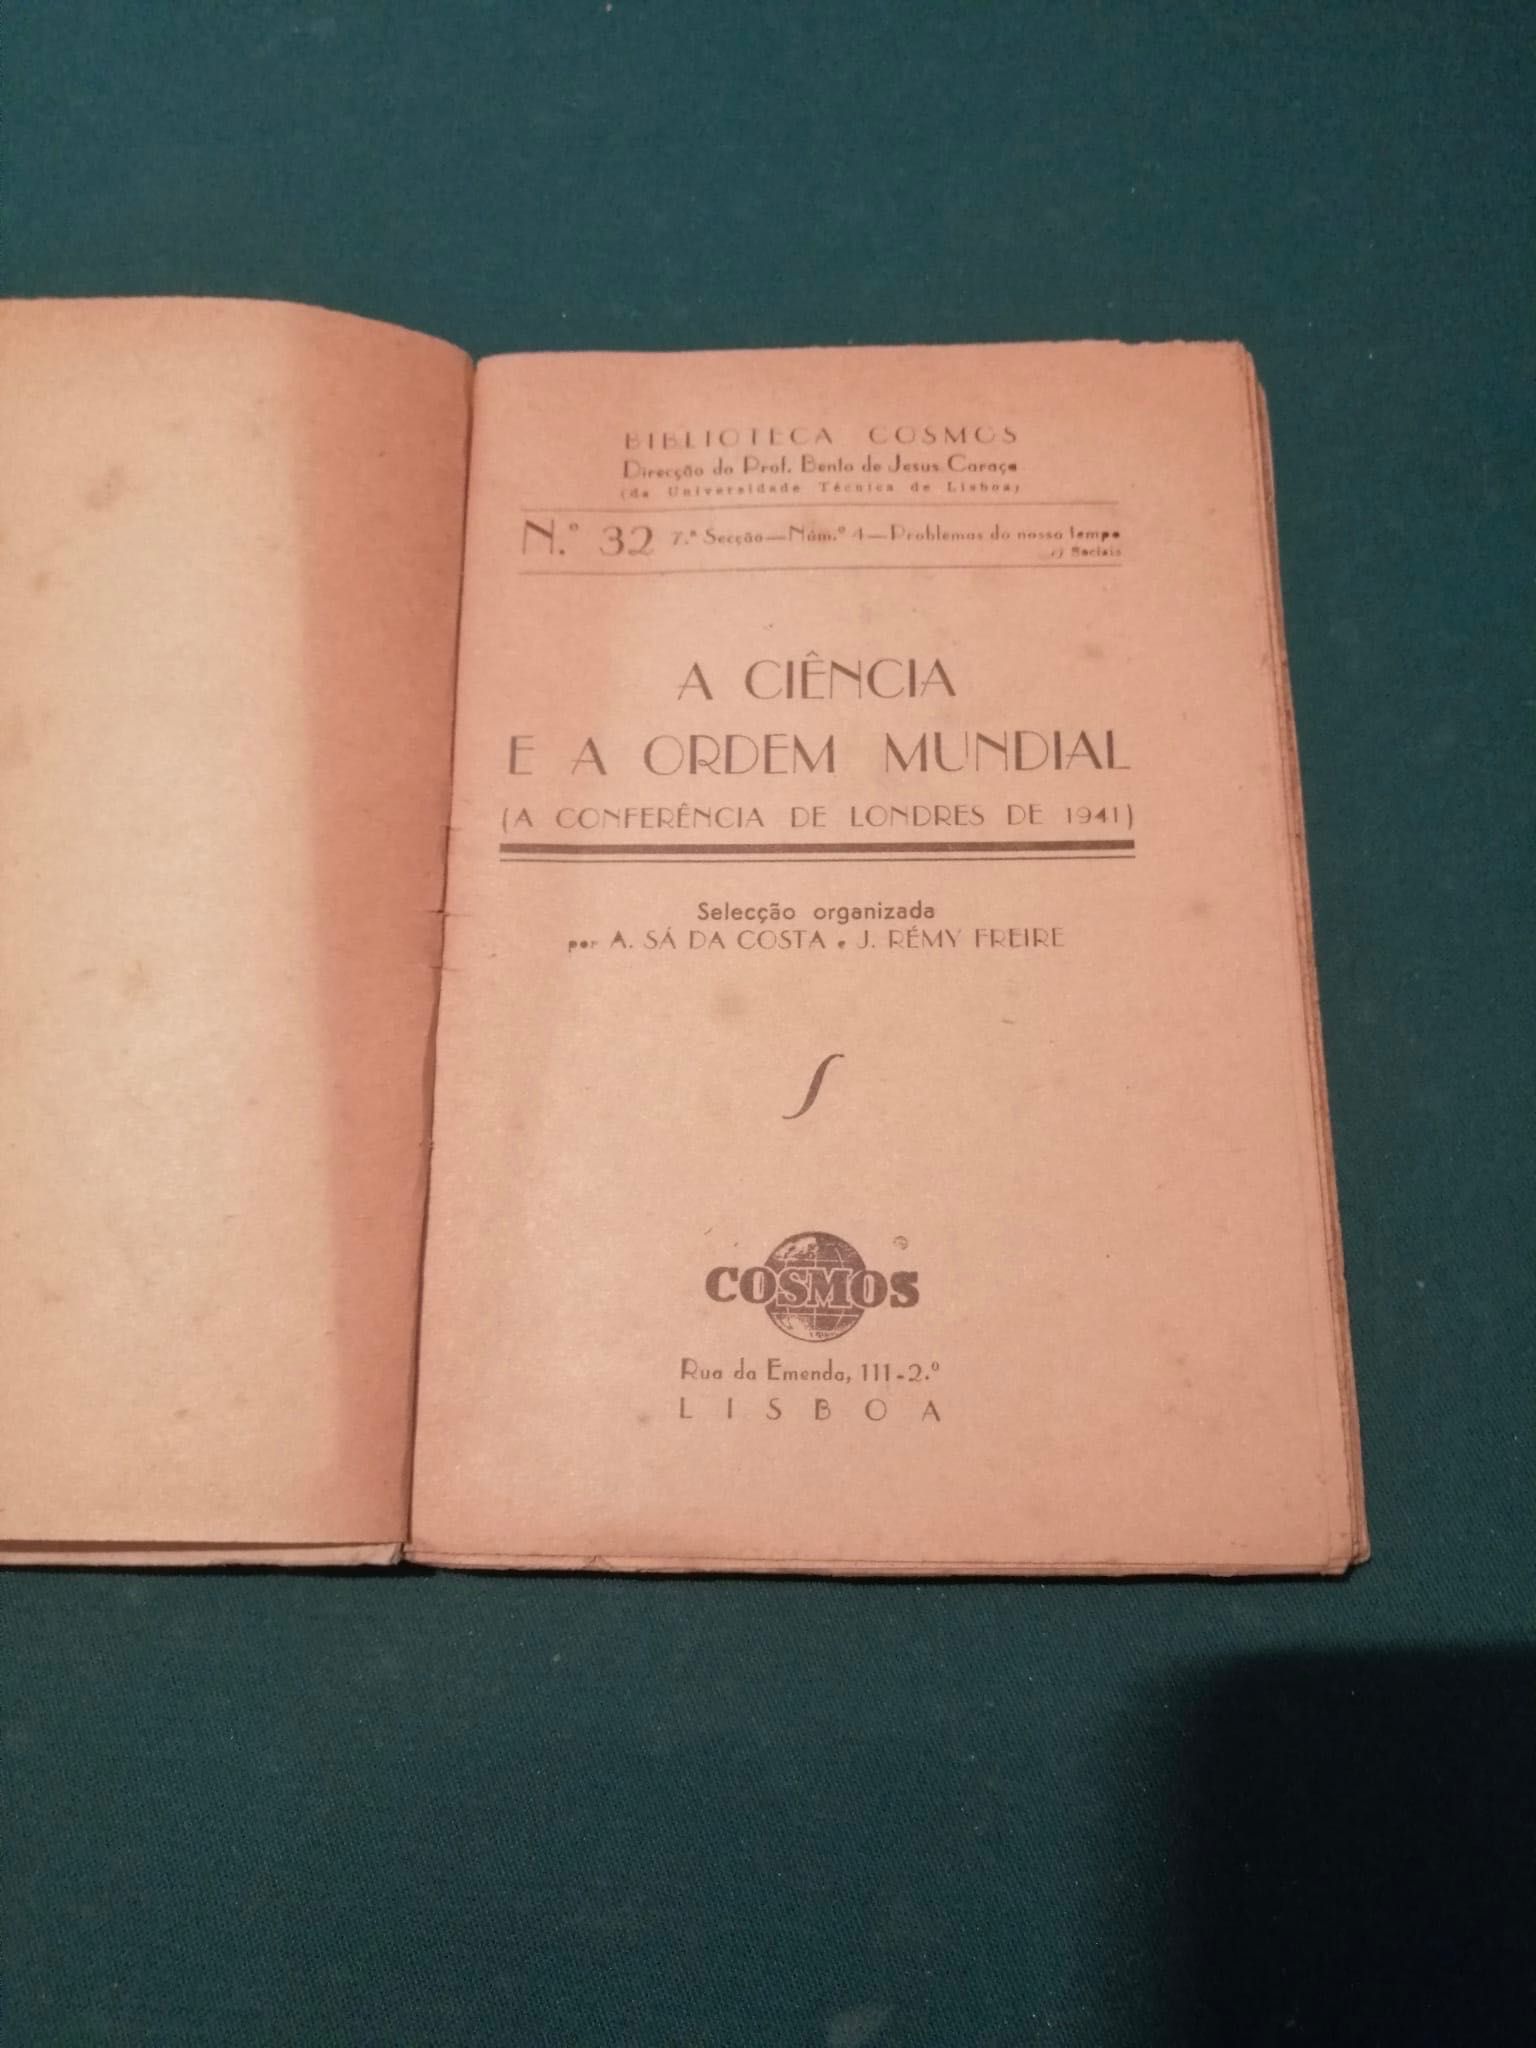 BIBLIOTECA COSMOS
Direcção do Prof. Bento de Jesus Caraça
(da Universidade Técnica de Lisboa)
N.º 32 7.ª Secção—Núm.º 4—Problemas do nosso tempo
Sociais
A CIÊNCIA
E A ORDEM MUNDIAL
(A CONFERÊNCIA DE LONDRES DE 1941)
Selecção organizada
por A. SÁ DA COSTA e J. RÉMY FREIRE
COSMOS
Rua da Emenda, 111-2.º
LISBOA